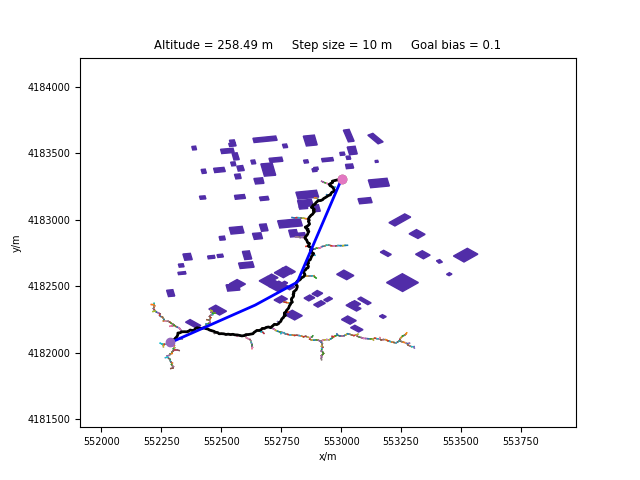 Altitude = 258.49 m     Step size = 10 m     Goal bias = 0.1
4184000
4183500
4183000
4182500
4182000
4181500
y/m
552000 552250 552500 552750 553000 553250 553500 553750
x/m